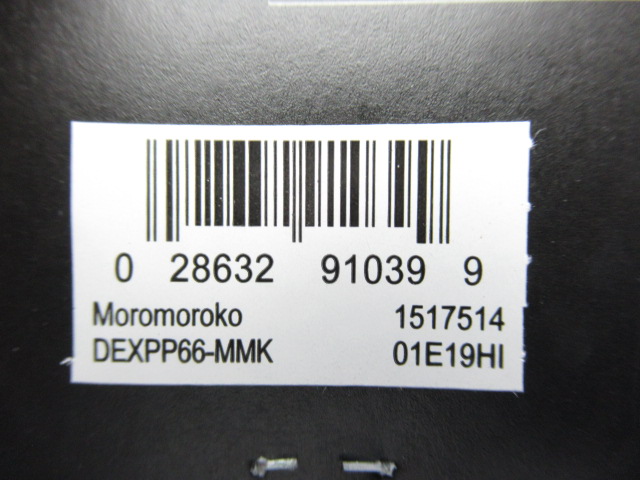 0 28632 91039 9
Moromoroko 1517514
DEXPP66-MMK 01E19HI